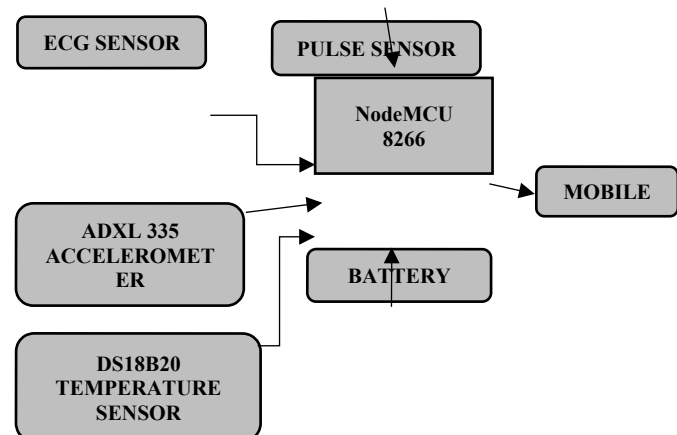 ECG SENSOR
PULSE SENSOR
NodeMCU
8266
MOBILE
ADXL 335
ACCELEROMET
ER
BATTERY
DS18B20
TEMPERATURE
SENSOR